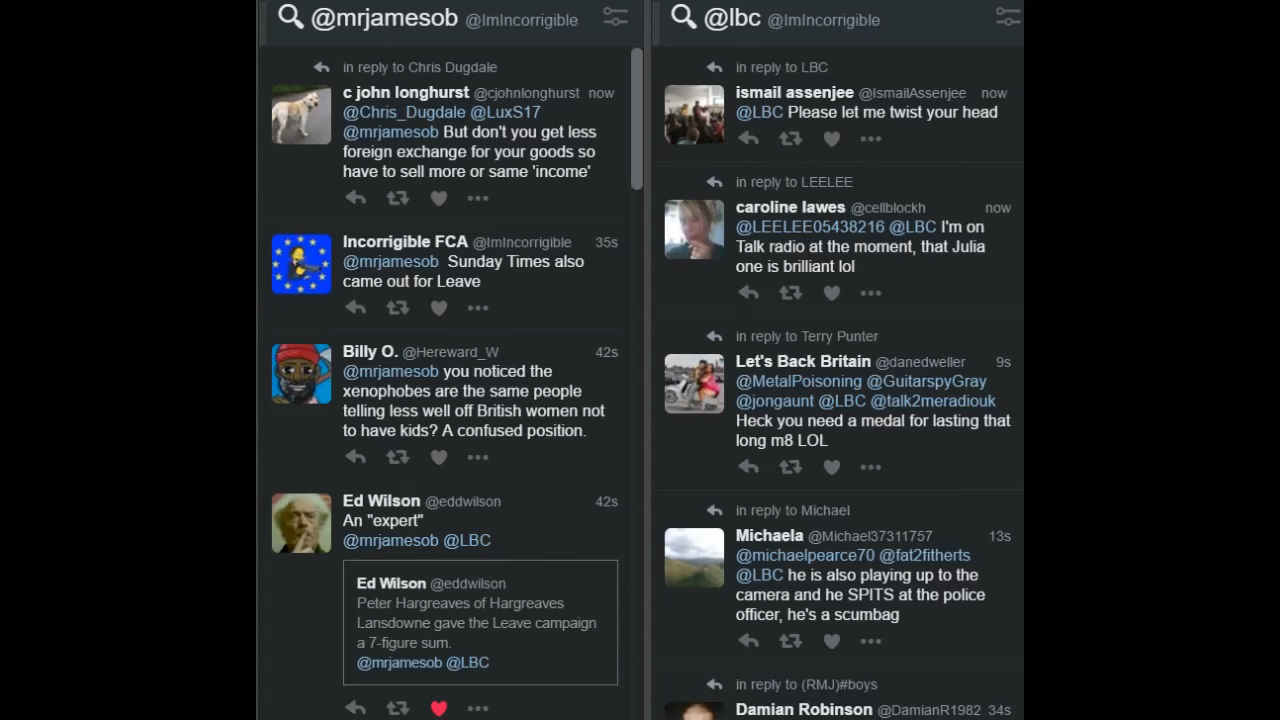 @mrjamesob @ImIncorrigible
in reply to Chris Dugdale
c john longhurst @cjohnlonghurst now
@Chris_Dugdale @LuxS17
@mrjamesob But don't you get less
foreign exchange for your goods so
have to sell more or same 'income'
Incorrigible FCA @ImIncorrigible 35s
@mrjamesob Sunday Times also
came out for Leave
Billy O. @Hereward_W 42s
@mrjamesob you noticed the
xenophobes are the same people
telling less well off British women not
to have kids? A confused position.
Ed Wilson @eddwilson 42s
An "expert"
@mrjamesob @LBC
Ed Wilson @eddwilson
Peter Hargreaves of Hargreaves
Lansdowne gave the Leave campaign
a 7-figure sum.
@mrjamesob @LBC
@lbc @ImIncorrigible
in reply to LBC
ismail assenjee @IsmailAssenjee now
@LBC Please let me twist your head
in reply to LEELEE
caroline lawes @cellblockh now
@LEELEE05438216 @LBC I'm on
Talk radio at the moment, that Julia
one is brilliant lol
in reply to Terry Punter
Let's Back Britain @danedweller 9s
@MetalPoisoning @GuitarspyGray
@jongaunt @LBC @talk2meradiouk
Heck you need a medal for lasting that
long m8 LOL
in reply to Michael
Michaela @Michael37311757 13s
@michaelpearce70 @fat2fitherts
@LBC he is also playing up to the
camera and he SPITS at the police
officer, he's a scumbag
in reply to (RMJ)#boys
Damian Robinson @DamianR1982 34s